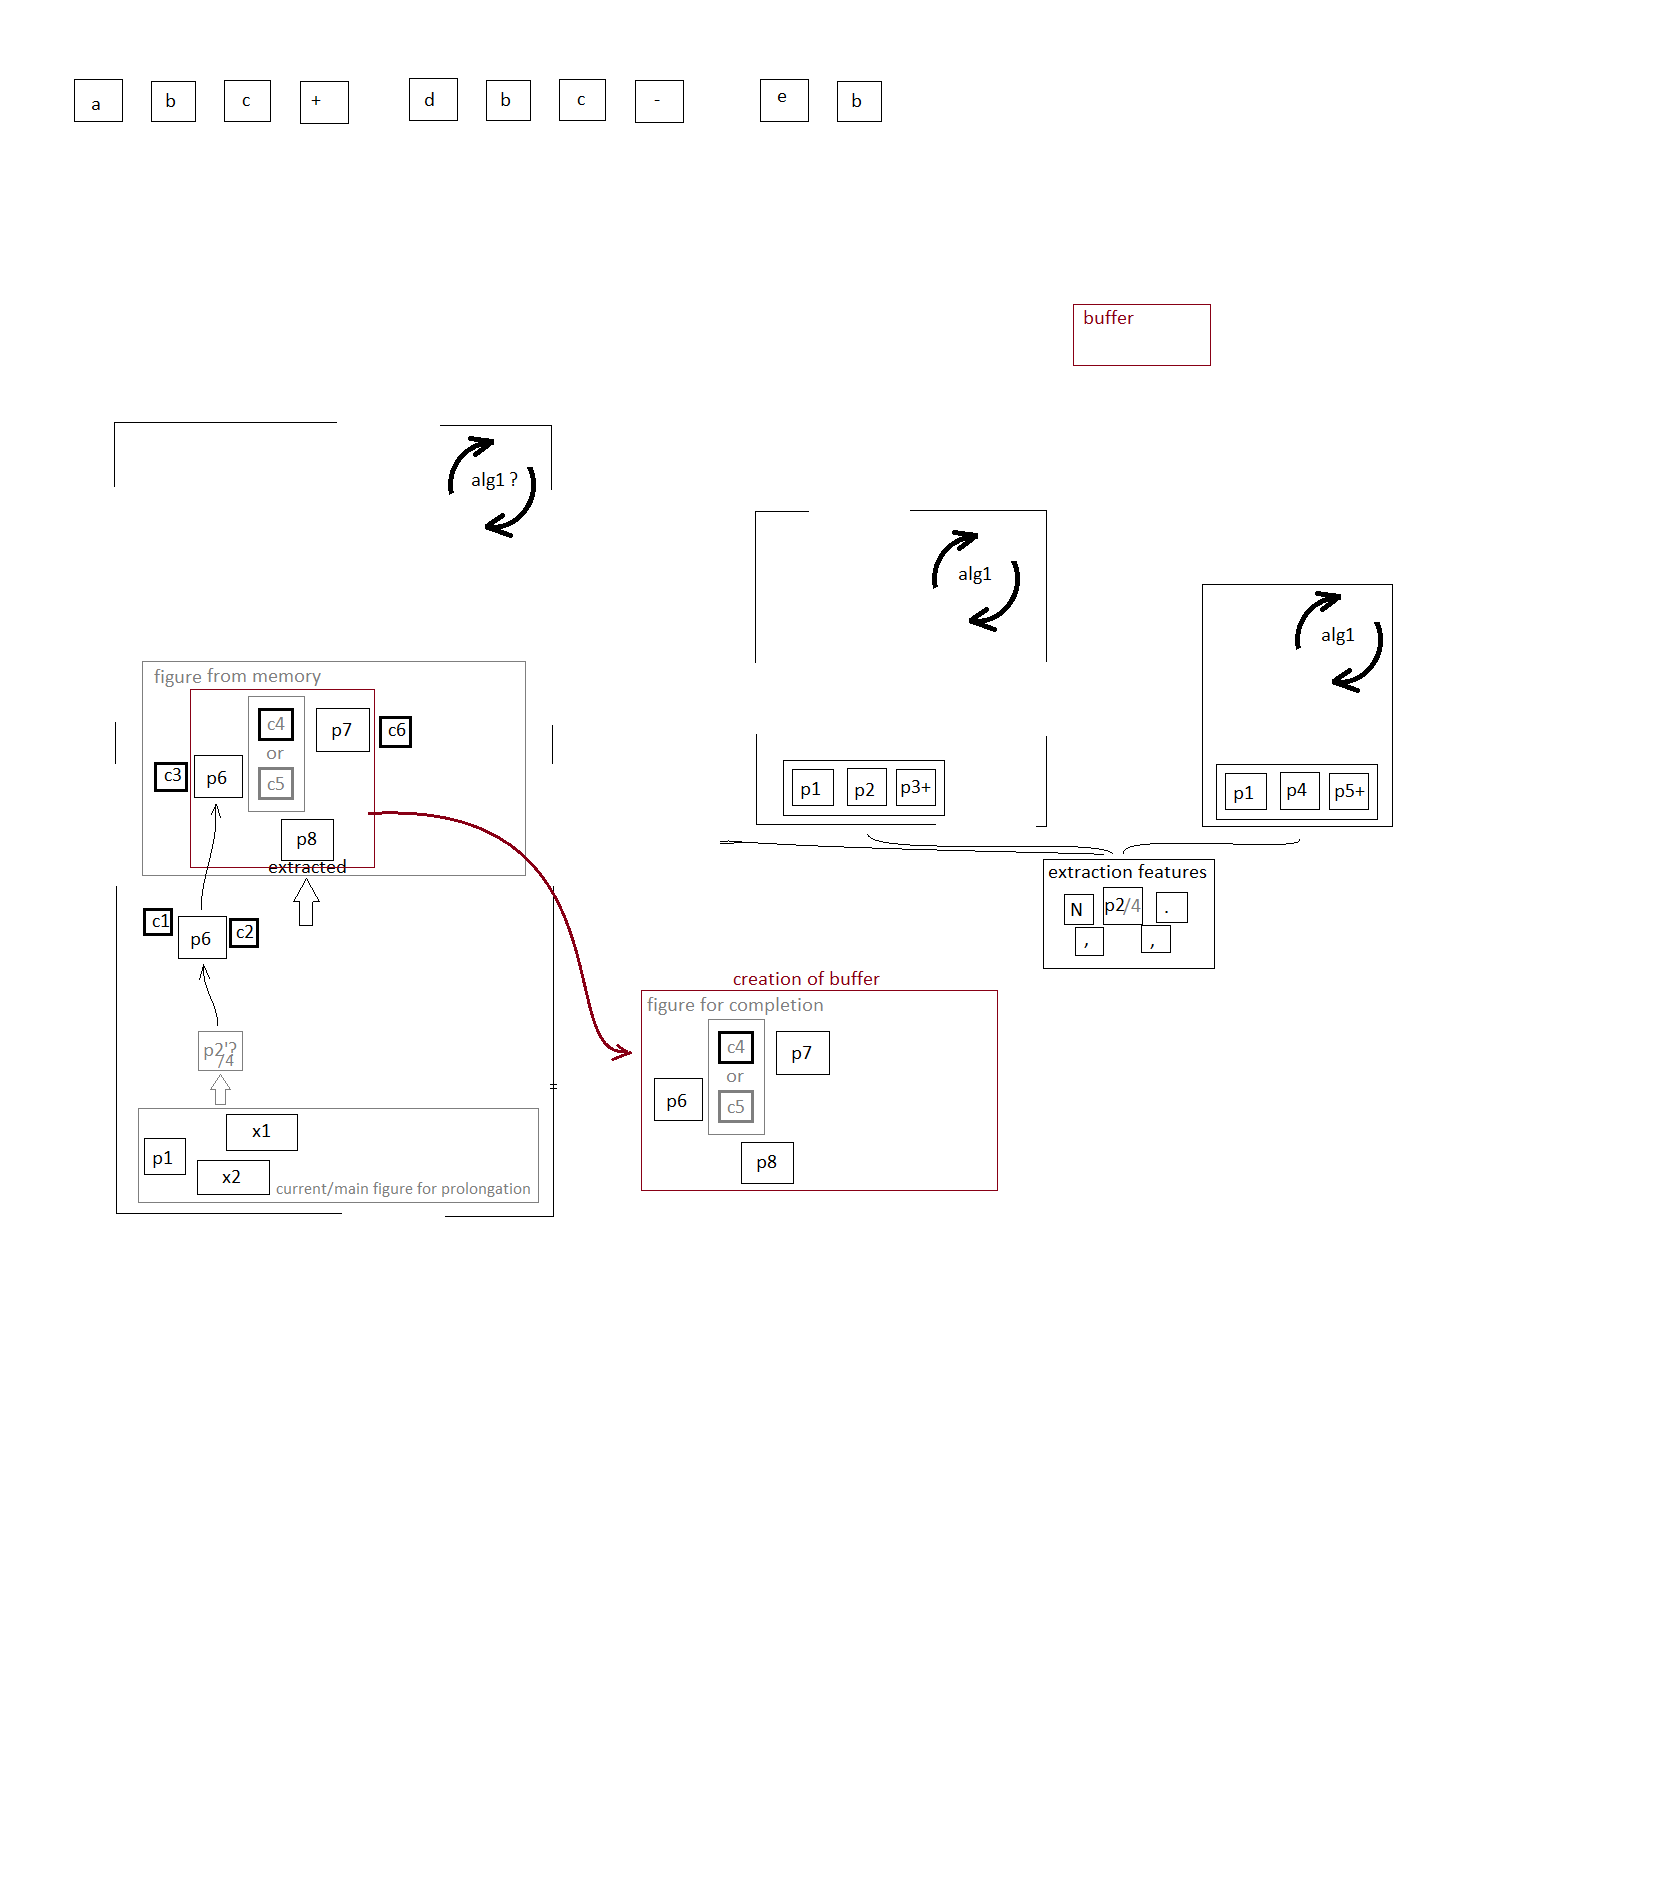 a b c + d b c - e b
buffer
alg1 ?
alg1
alg1
figure from memory
c4
or
c5
p7
c6
c3
p6
p8
extracted
c1
p6
c2
p2'?
/4
x1
p1
x2
current/main figure for prolongation
p1 p2 p3+
p1 p4 p5+
extraction features
N p2/4 .
, ,
creation of buffer
figure for completion
c4
or
c5
p7
p6
p8